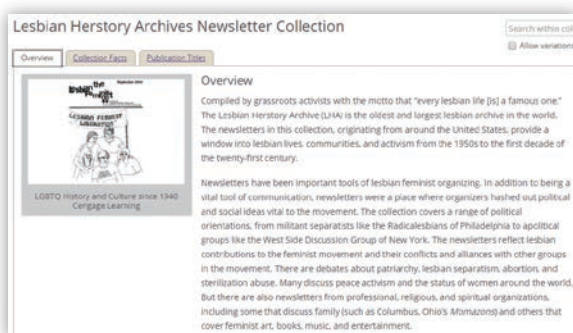 Lesbian Herstory Archives Newsletter Collection
Search within col
Allow variations
Overview
Collection Facts
Publication Titles
Overview
Compiled by grassroots activists with the motto that "every lesbian life [is] a famous one."
The Lesbian Herstory Archive (LHA) is the oldest and largest lesbian archive in the world.
The newsletters in this collection, originating from around the United States, provide a
window into lesbian lives, communities, and activism from the 1950s to the first decade of
the twenty-first century.
LESBIAN FEMINIST
LIBERATION
LGBTQ History and Culture since 1940
Cengage Learning
Newsletters have been important tools of lesbian feminist organizing. In addition to being a
vital tool of communication, newsletters were a place where organizers hashed out political
and social ideas vital to the movement. The collection covers a range of political
orientations, from militant separatists like the Radicalesbians of Philadelphia to apolitical
groups like the West Side Discussion Group of New York. The newsletters reflect lesbian
contributions to the feminist movement and their conflicts and alliances with other groups
in the movement. There are debates about patriarchy, lesbian separatism, abortion, and
sterilization abuse. Many discuss peace activism and the status of women around the world.
But there are also newsletters from professional, religious, and spiritual organizations,
including some that discuss family (such as Columbus, Ohio's Momazons) and others that
cover feminist art, books, music, and entertainment.